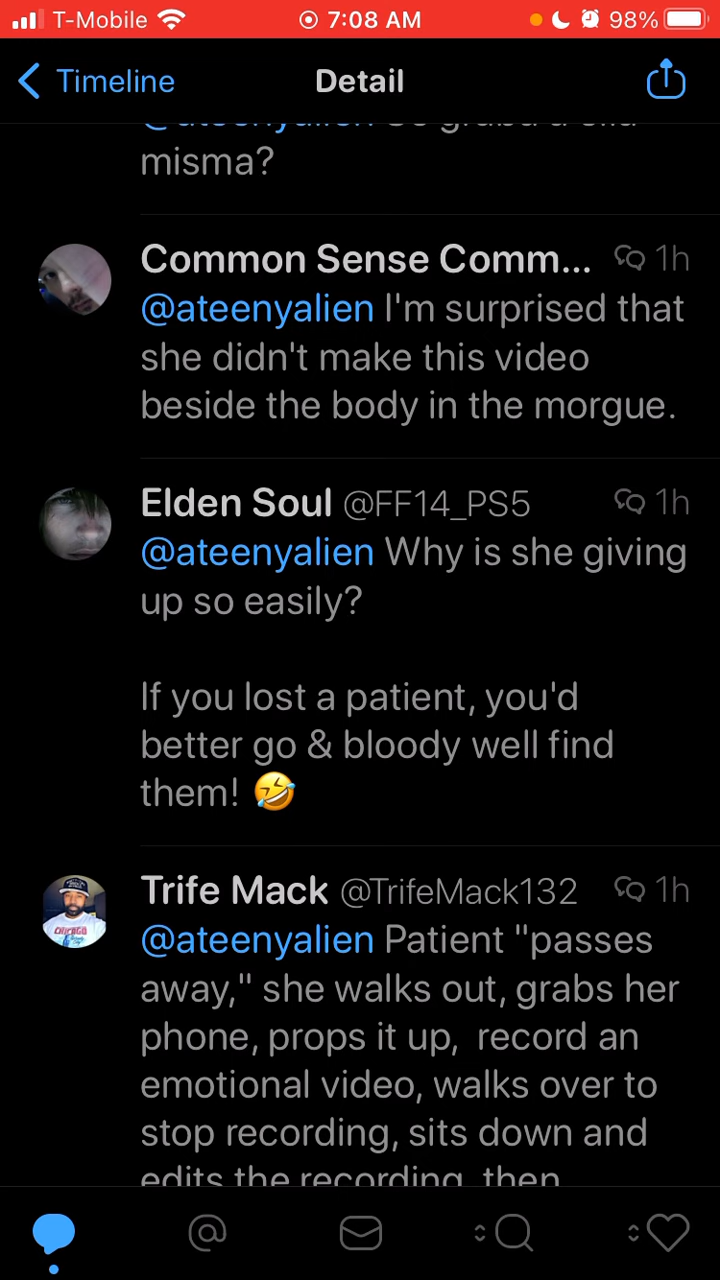 T-Mobile 7:08 AM 98%
Timeline Detail
@ateenyalien Se graba a ella
misma?
Common Sense Comm... 1h
@ateenyalien I'm surprised that
she didn't make this video
beside the body in the morgue.
Elden Soul @FF14_PS5 1h
@ateenyalien Why is she giving
up so easily?
If you lost a patient, you'd
better go & bloody well find
them! 🤣
Trife Mack @TrifeMack132 1h
@ateenyalien Patient "passes
away," she walks out, grabs her
phone, props it up, record an
emotional video, walks over to
stop recording, sits down and
edits the recording, then